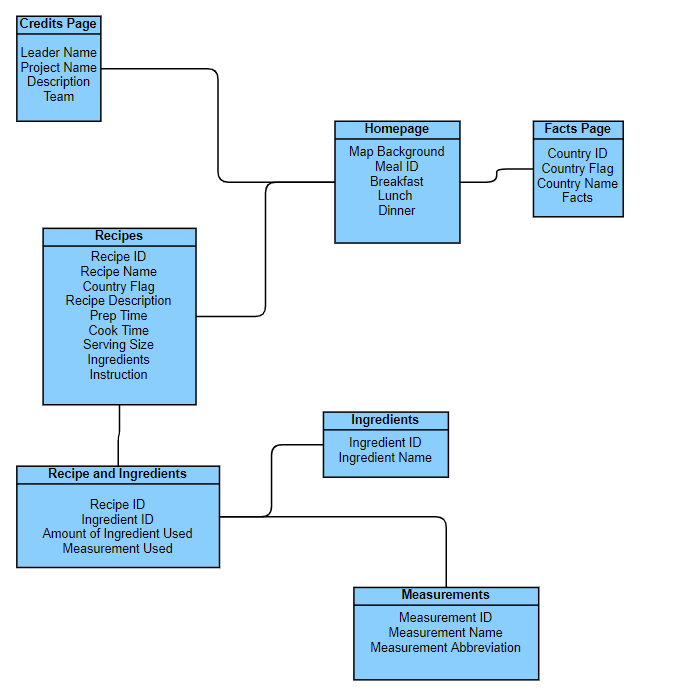 Credits Page
Leader Name
Project Name
Description
Team
Homepage
Map Background
Meal ID
Breakfast
Lunch
Dinner
Facts Page
Country ID
Country Flag
Country Name
Facts
Recipes
Recipe ID
Recipe Name
Country Flag
Recipe Description
Prep Time
Cook Time
Serving Size
Ingredients
Instruction
Ingredients
Ingredient ID
Ingredient Name
Recipe and Ingredients
Recipe ID
Ingredient ID
Amount of Ingredient Used
Measurement Used
Measurements
Measurement ID
Measurement Name
Measurement Abbreviation